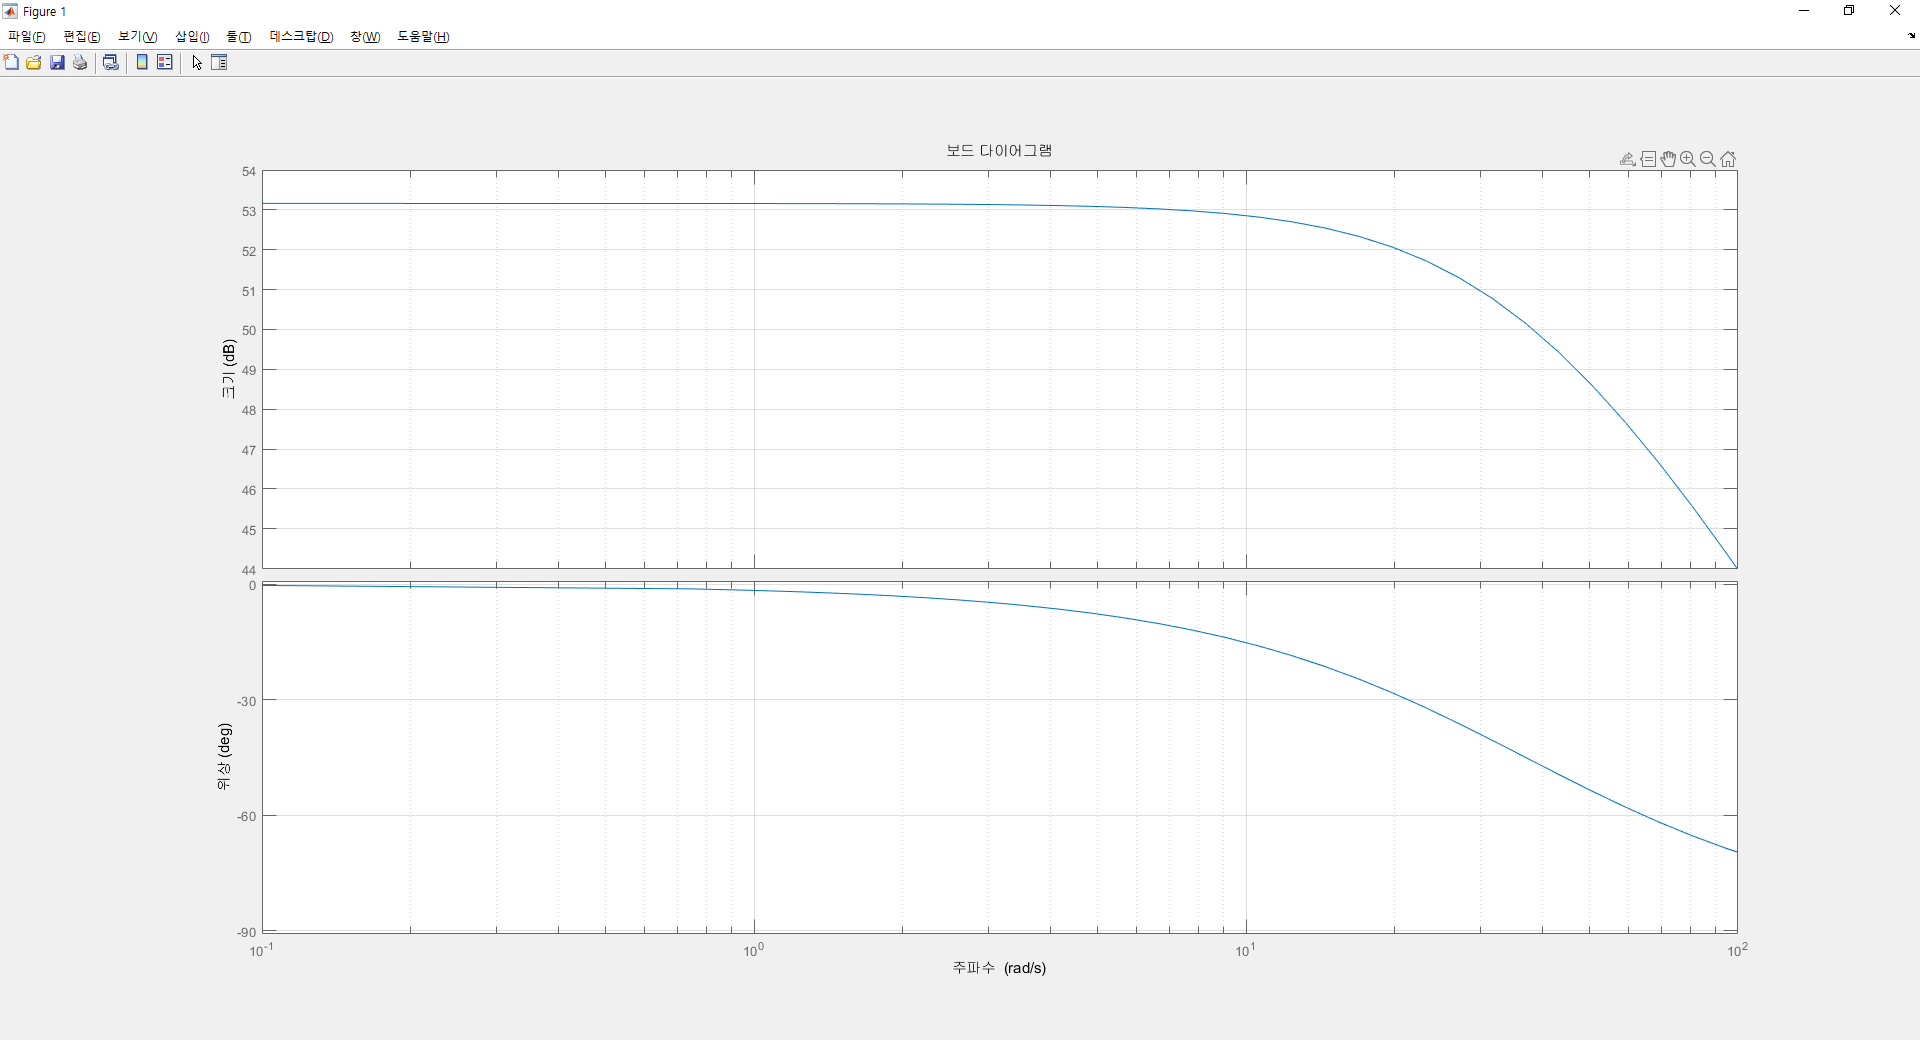 Figure 1
파일(F) 편집(E) 보기(V) 삽입(I) 툴(T) 데스크탑(D) 창(W) 도움말(H)
보드 다이어그램
54
53
52
51
50
49
48
47
46
45
44
크기 (dB)
0
-30
-60
-90
위상 (deg)
10^-1 10^0 10^1 10^2
주파수 (rad/s)